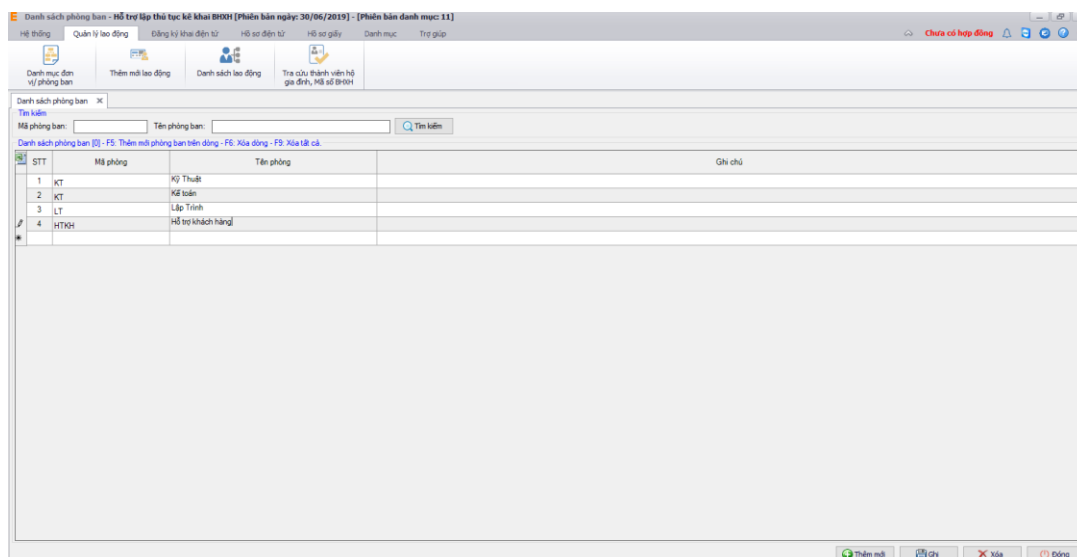 E Danh sách phòng ban - Hỗ trợ lập thủ tục kê khai BHXH [Phiên bản ngày: 30/06/2019] - [Phiên bản danh mục: 11]
Hệ thống Quản lý lao động Đăng ký khai điện tử Hồ sơ điện tử Hồ sơ giấy Danh mục Trợ giúp Chưa có hợp đồng
Danh mục đơn vị/ phòng ban
Thêm mới lao động
Danh sách lao động
Tra cứu thành viên hộ gia đình, Mã số BHXH
Danh sách phòng ban
Tìm kiếm
Mã phòng ban: Tên phòng ban: Tìm kiếm
Danh sách phòng ban [0] - F5: Thêm mới phòng ban trên dòng - F6: Xóa dòng - F9: Xóa tất cả.
STT Mã phòng Tên phòng Ghi chú
1 KT Kỹ Thuật
2 KT Kế toán
3 LT Lập Trình
4 HTKH Hỗ trợ khách hàng
Thêm mới Ghi Xóa Đóng